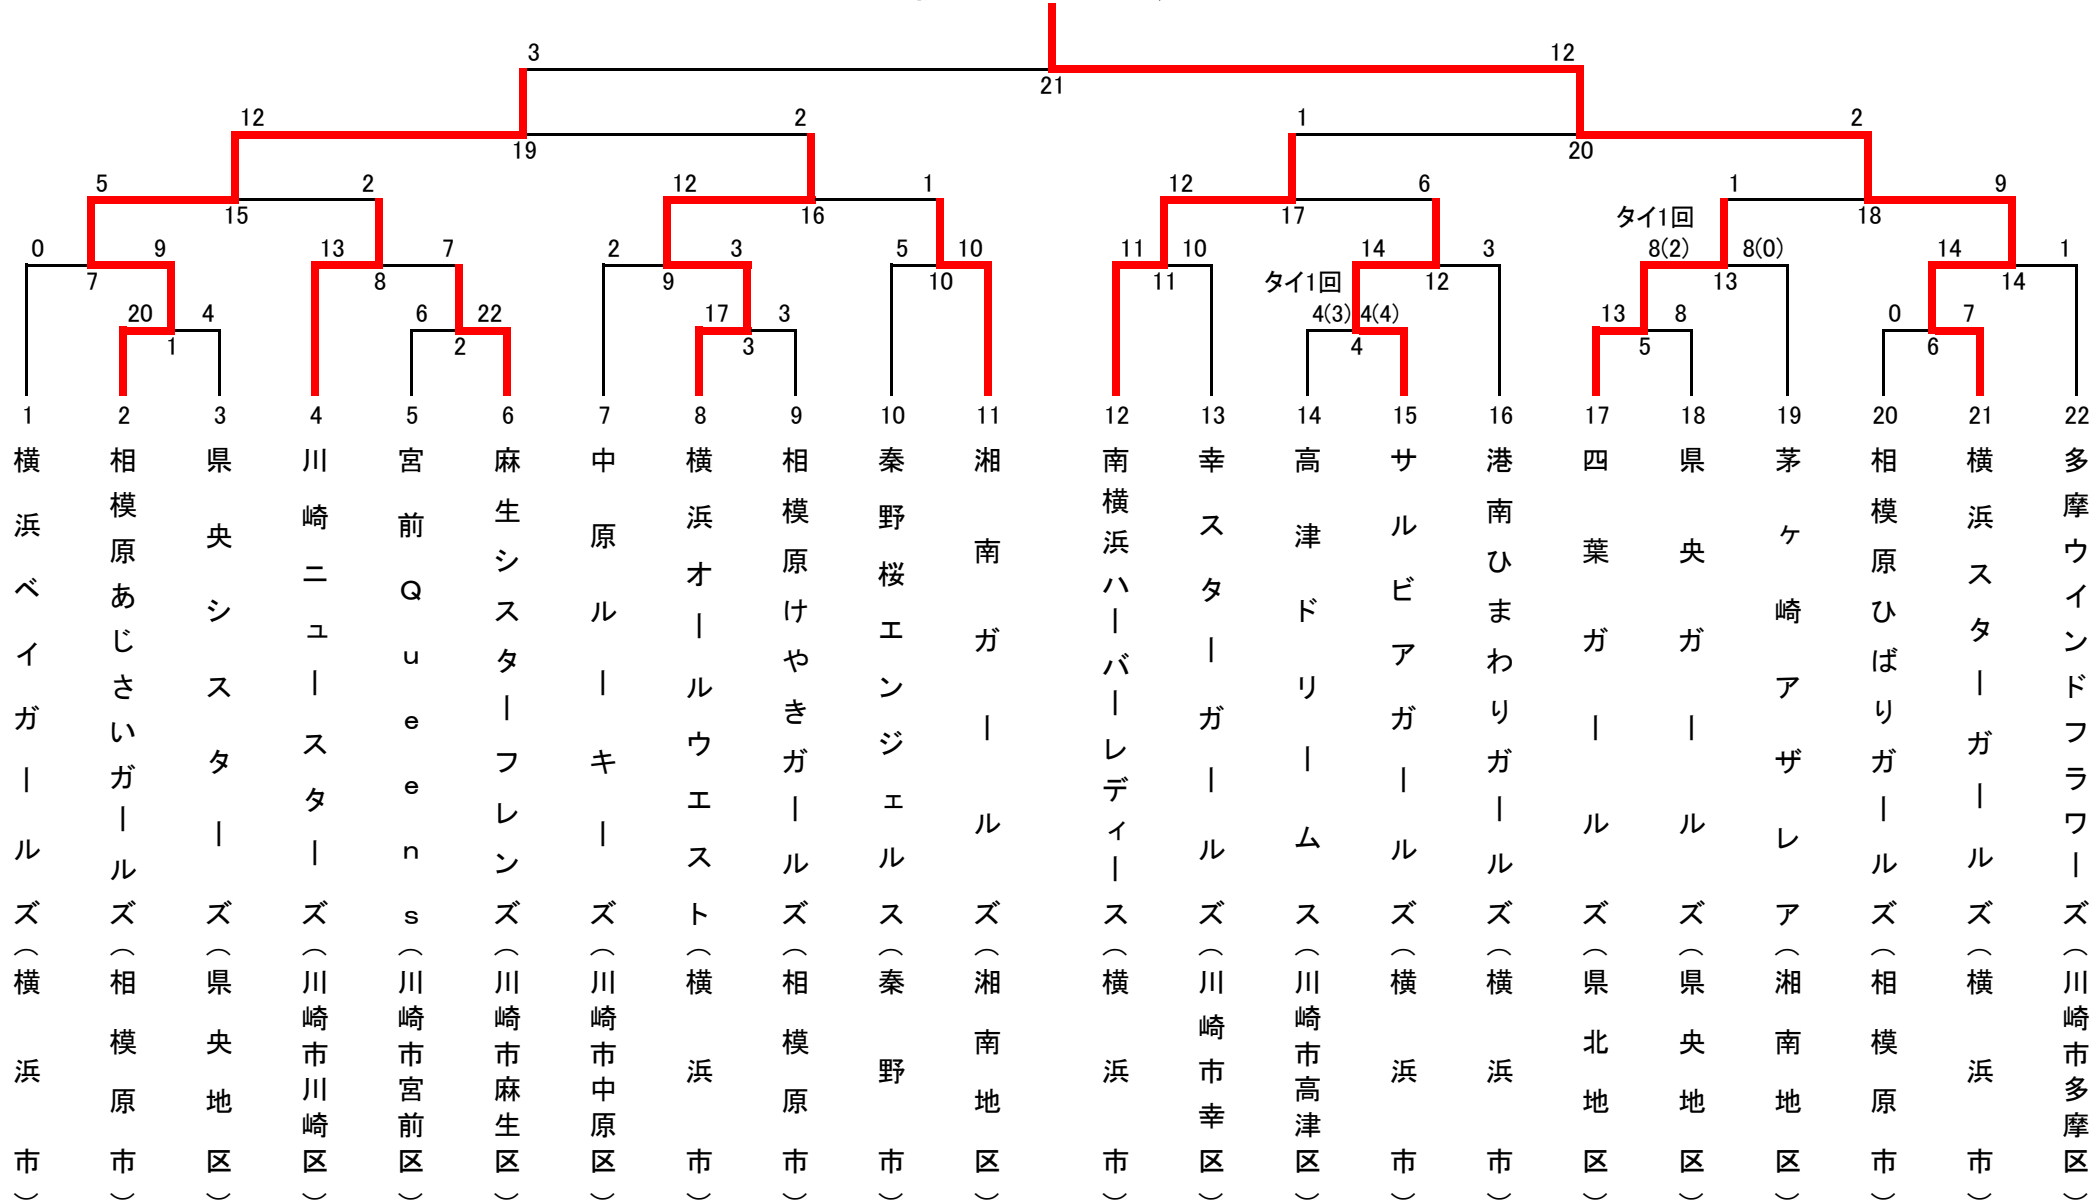 3 12
21
12 2 1 2
19 20
5 2 12 1 12 6 1 9
15 16 17 タイ1回 18
0 9 13 7 2 3 5 10 11 10 14 3 8(2) 8(0) 14 1
7 8 9 10 11 タイ1回 12 13 14
20 4 6 22 17 3 4(3) 4(4) 13 8 0 7
1 2 3 4 5 6
1 2 3 4 5 6 7 8 9 10 11 12 13 14 15 16 17 18 19 20 21 22
横浜ベイガールズ(横浜市)
相模原あじさいガールズ(相模原市)
県央シスターズ(県央地区)
川崎ニュースターズ(川崎市川崎区)
宮前Queens(川崎市宮前区)
麻生シスターフレンズ(川崎市麻生区)
中原ルーキーズ(川崎市中原区)
横浜オールウエスト(横浜市)
相模原けやきガールズ(相模原市)
秦野桜エンジェルス(秦野市)
湘南ガールズ(湘南地区)
南横浜ハーバーレディース(横浜市)
幸スターガールズ(川崎市幸区)
高津ドリームス(川崎市高津区)
サルビアガールズ(横浜市)
港南ひまわりガールズ(横浜市)
四葉ガールズ(県北地区)
県央ガールズ(県央地区)
茅ヶ崎アザレア(湘南地区)
相模原ひばりガールズ(相模原市)
横浜スターガールズ(横浜市)
多摩ウインドフラワーズ(川崎市多摩区)